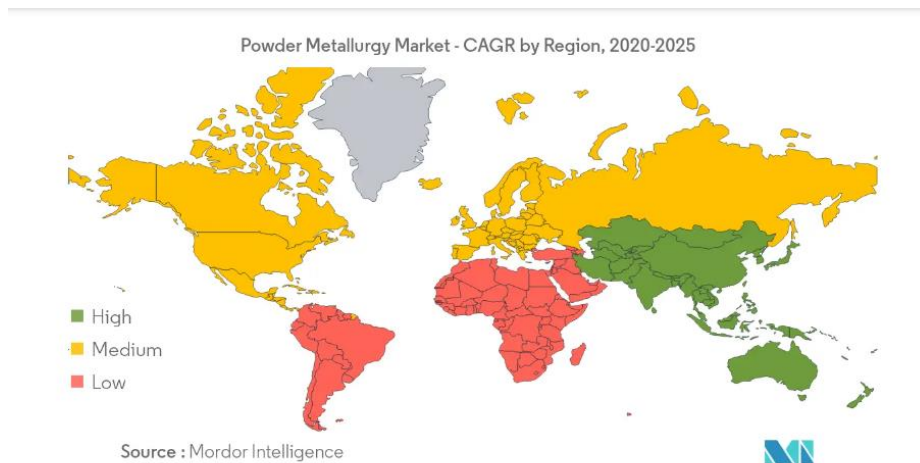 Powder Metallurgy Market - CAGR by Region, 2020-2025
High
Medium
Low
Source : Mordor Intelligence